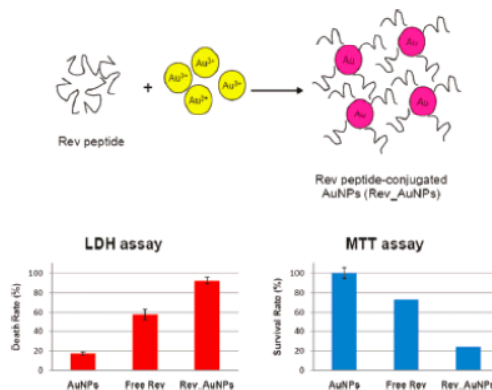 Au³⁺
Au³⁺
Au³⁺
Au³⁺
+
Au
Au
Au
Au
Rev peptide
Rev peptide-conjugated
AuNPs (Rev_AuNPs)
LDH assay
Death Rate (%)
100
80
60
40
20
0
AuNPs
Free Rev
Rev_AuNPs
MTT assay
Survival Ratio (%)
100
80
60
40
20
0
AuNPs
Free Rev
Rev_AuNPs